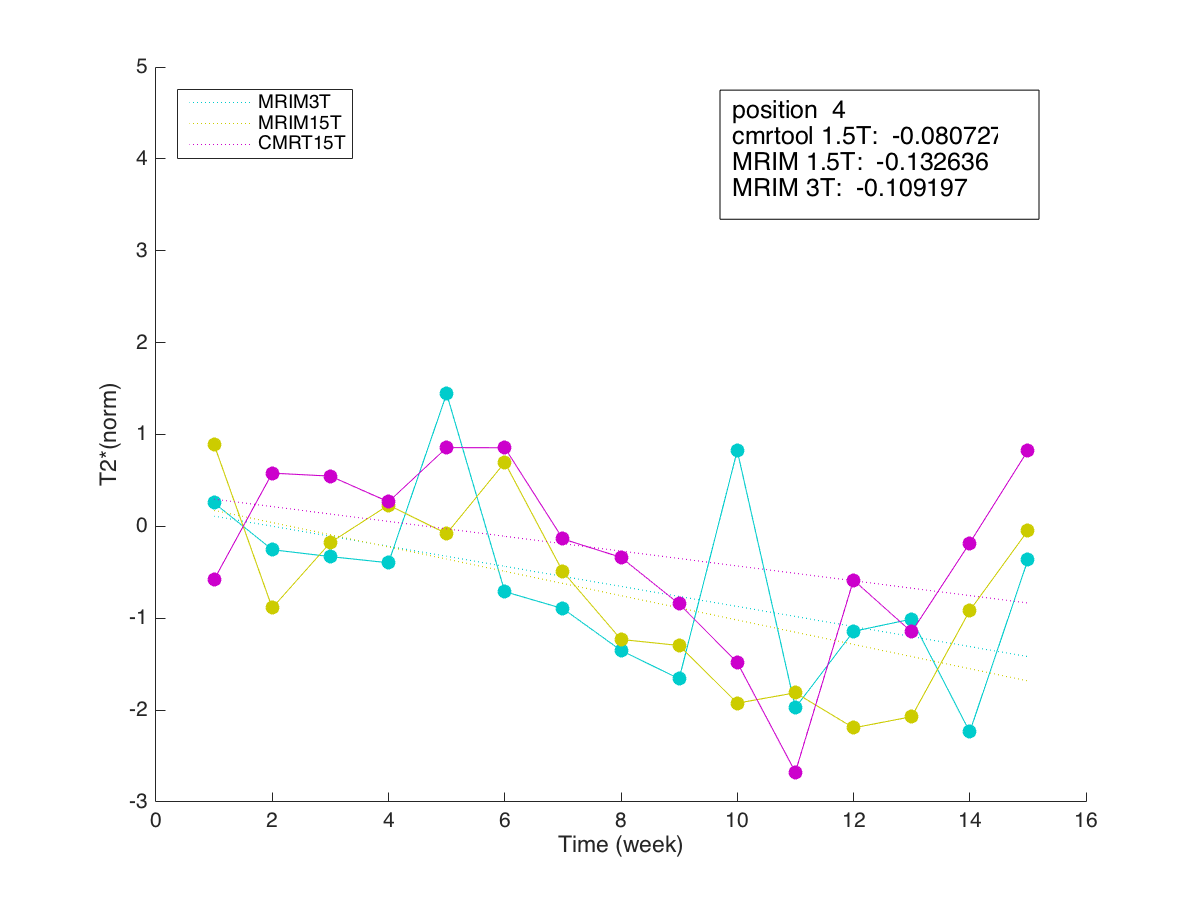 5
4
3
2
1
0
-1
-2
-3
T2*(norm)
MRIM3T
MRIM15T
CMRT15T
position  4
cmrtool 1.5T:  -0.080727
MRIM 1.5T:  -0.132636
MRIM 3T:  -0.109197
0 2 4 6 8 10 12 14 16
Time (week)